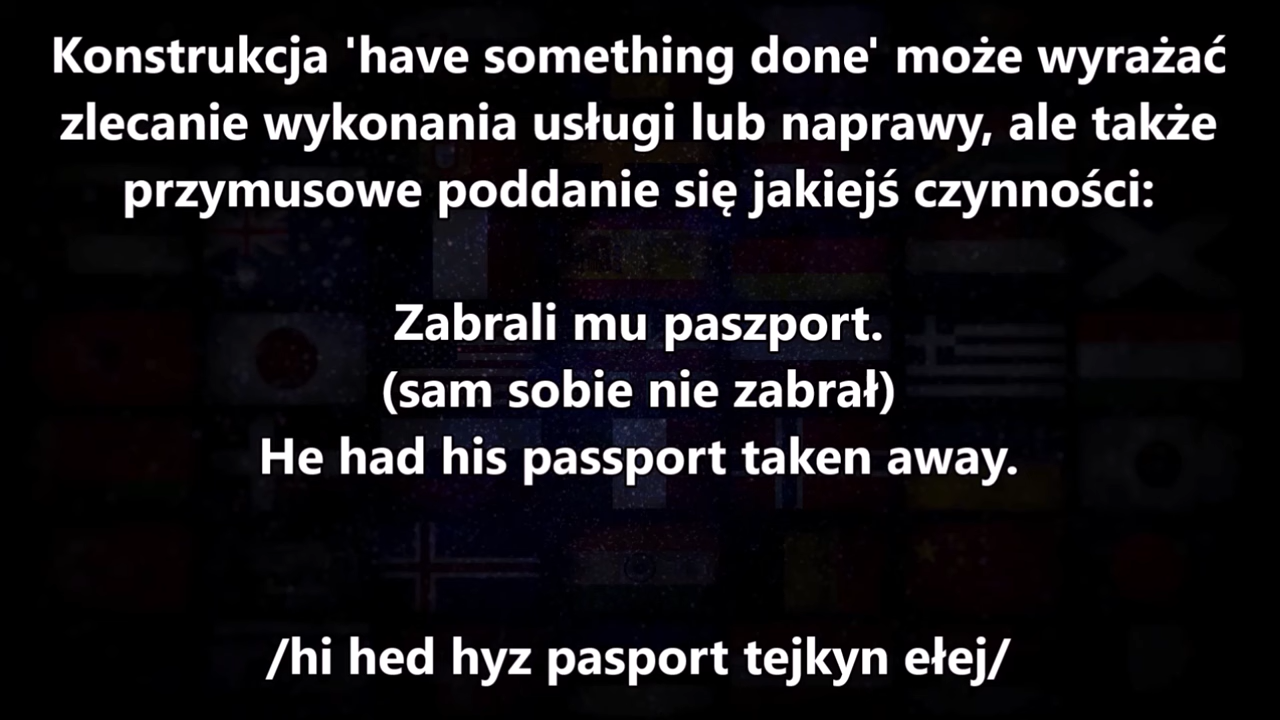 Konstrukcja 'have something done' może wyrażać
zlecanie wykonania usługi lub naprawy, ale także
przymusowe poddanie się jakiejś czynności:
Zabrali mu paszport.
(sam sobie nie zabrał)
He had his passport taken away.
/hi hed hyz pasport tejkyn ełej/